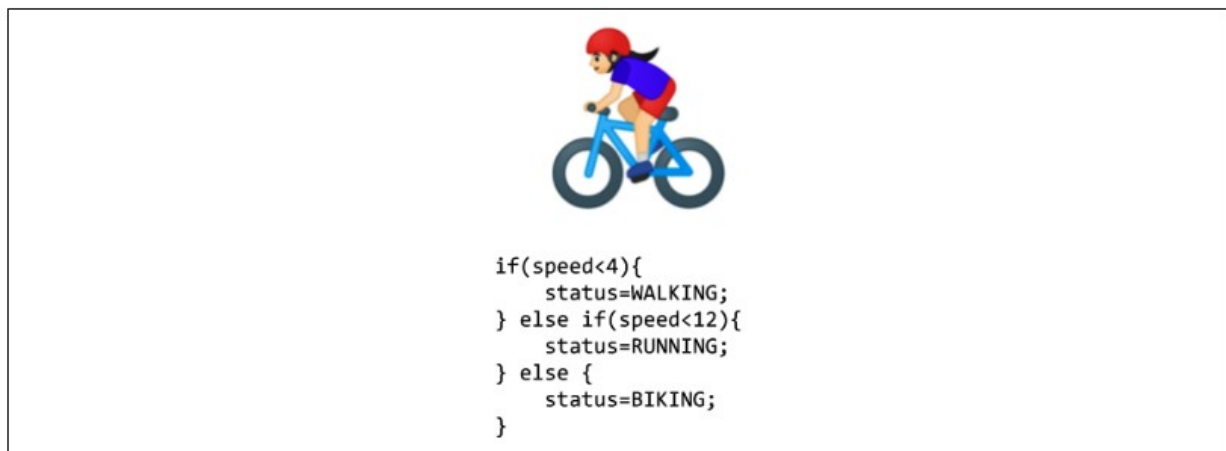 if(speed<4){
    status=WALKING;
} else if(speed<12){
    status=RUNNING;
} else {
    status=BIKING;
}